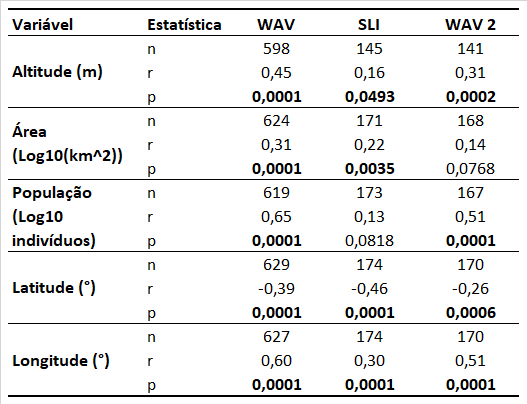 Variável Estatística WAV SLI WAV 2
Altitude (m)
n 598 145 141
r 0,45 0,16 0,31
p 0,0001 0,0493 0,0002
Área
(Log10(km^2))
n 624 171 168
r 0,31 0,22 0,14
p 0,0001 0,0035 0,0768
População
(Log10
indivíduos)
n 619 173 167
r 0,65 0,13 0,51
p 0,0001 0,0818 0,0001
Latitude (°)
n 629 174 170
r -0,39 -0,46 -0,26
p 0,0001 0,0001 0,0006
Longitude (°)
n 627 174 170
r 0,60 0,30 0,51
p 0,0001 0,0001 0,0001